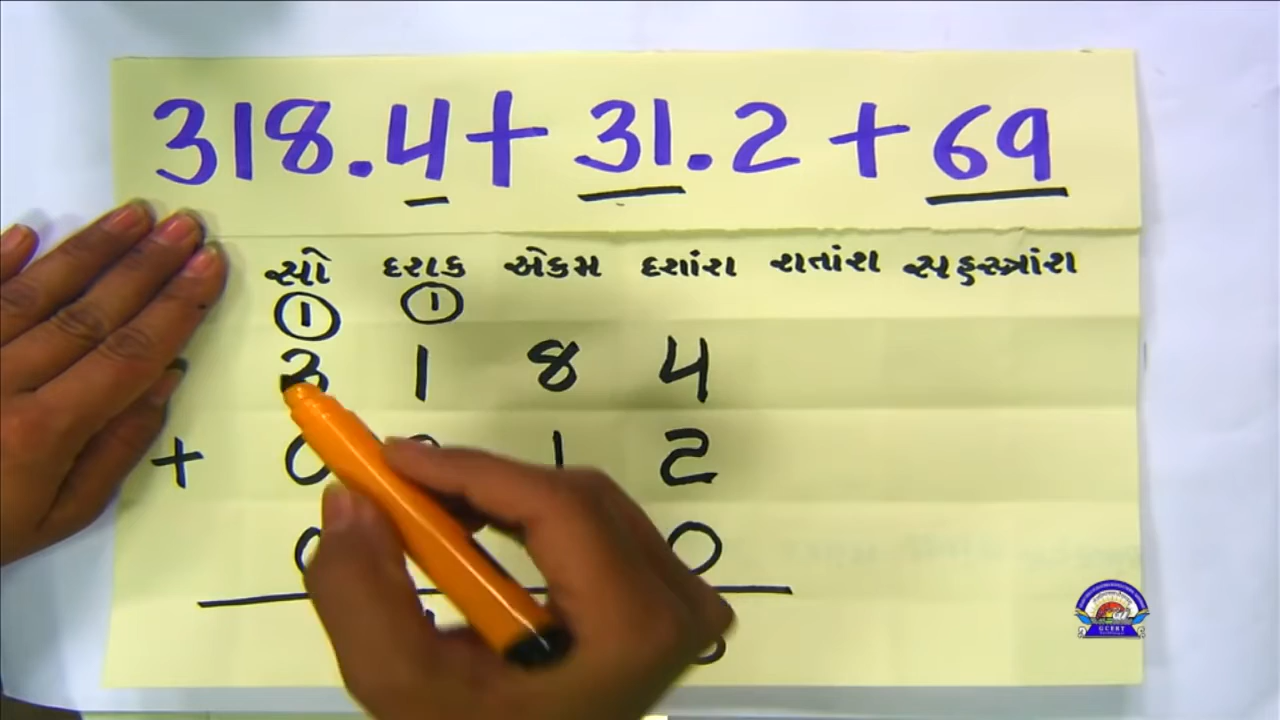 318.4 + 31.2 + 69
સો દશક એકમ દશાંશ શતાંશ સહસ્ત્રાંશ
1 1
3 1 8 4
+ 0 1 2
0 0
GCERT